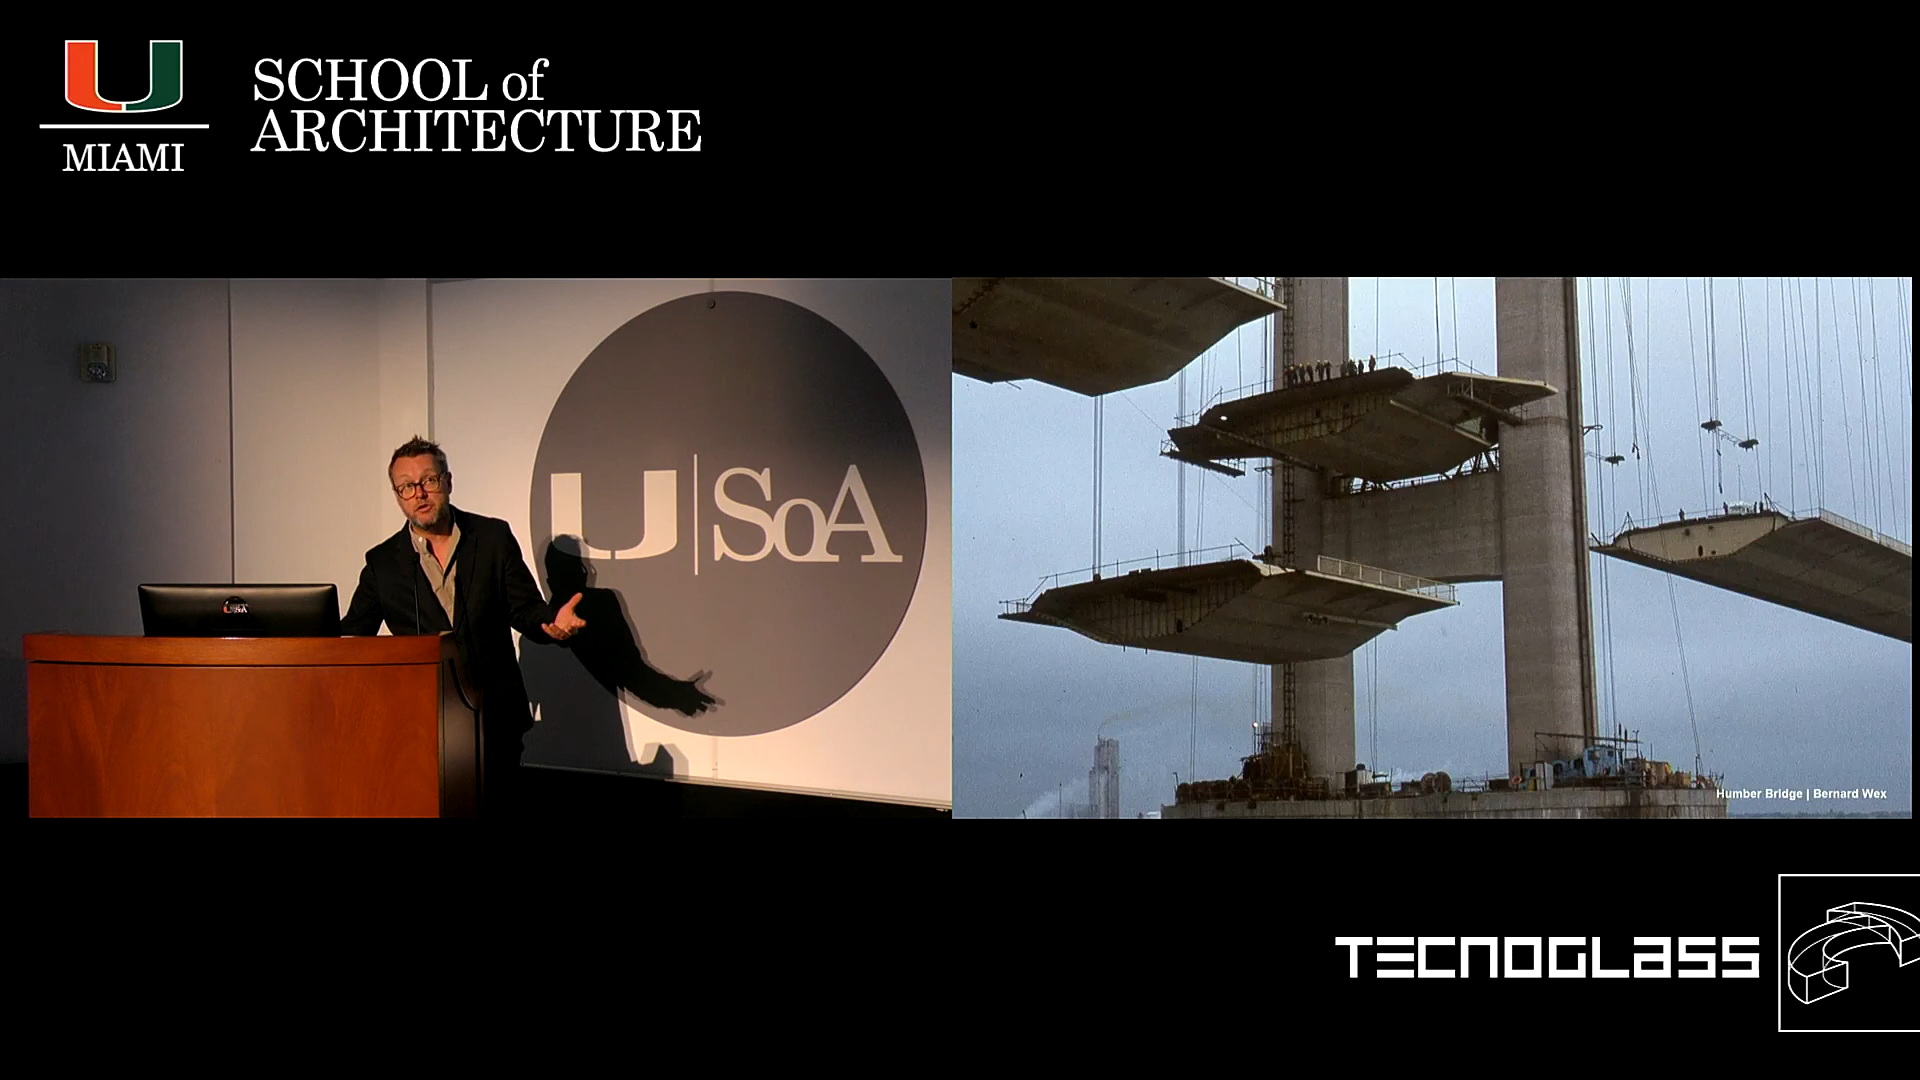 U
MIAMI
SCHOOL of
ARCHITECTURE
U | SoA
Humber Bridge | Bernard Wex
TECNOGLASS